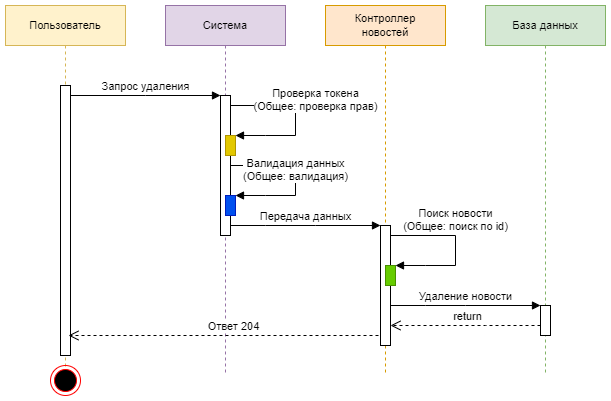 Пользователь
Система
Контроллер
новостей
База данных
Запрос удаления
Проверка токена
(Общее: проверка прав)
Валидация данных
(Общее: валидация)
Передача данных
Поиск новости
(Общее: поиск по id)
Удаление новости
return
Ответ 204